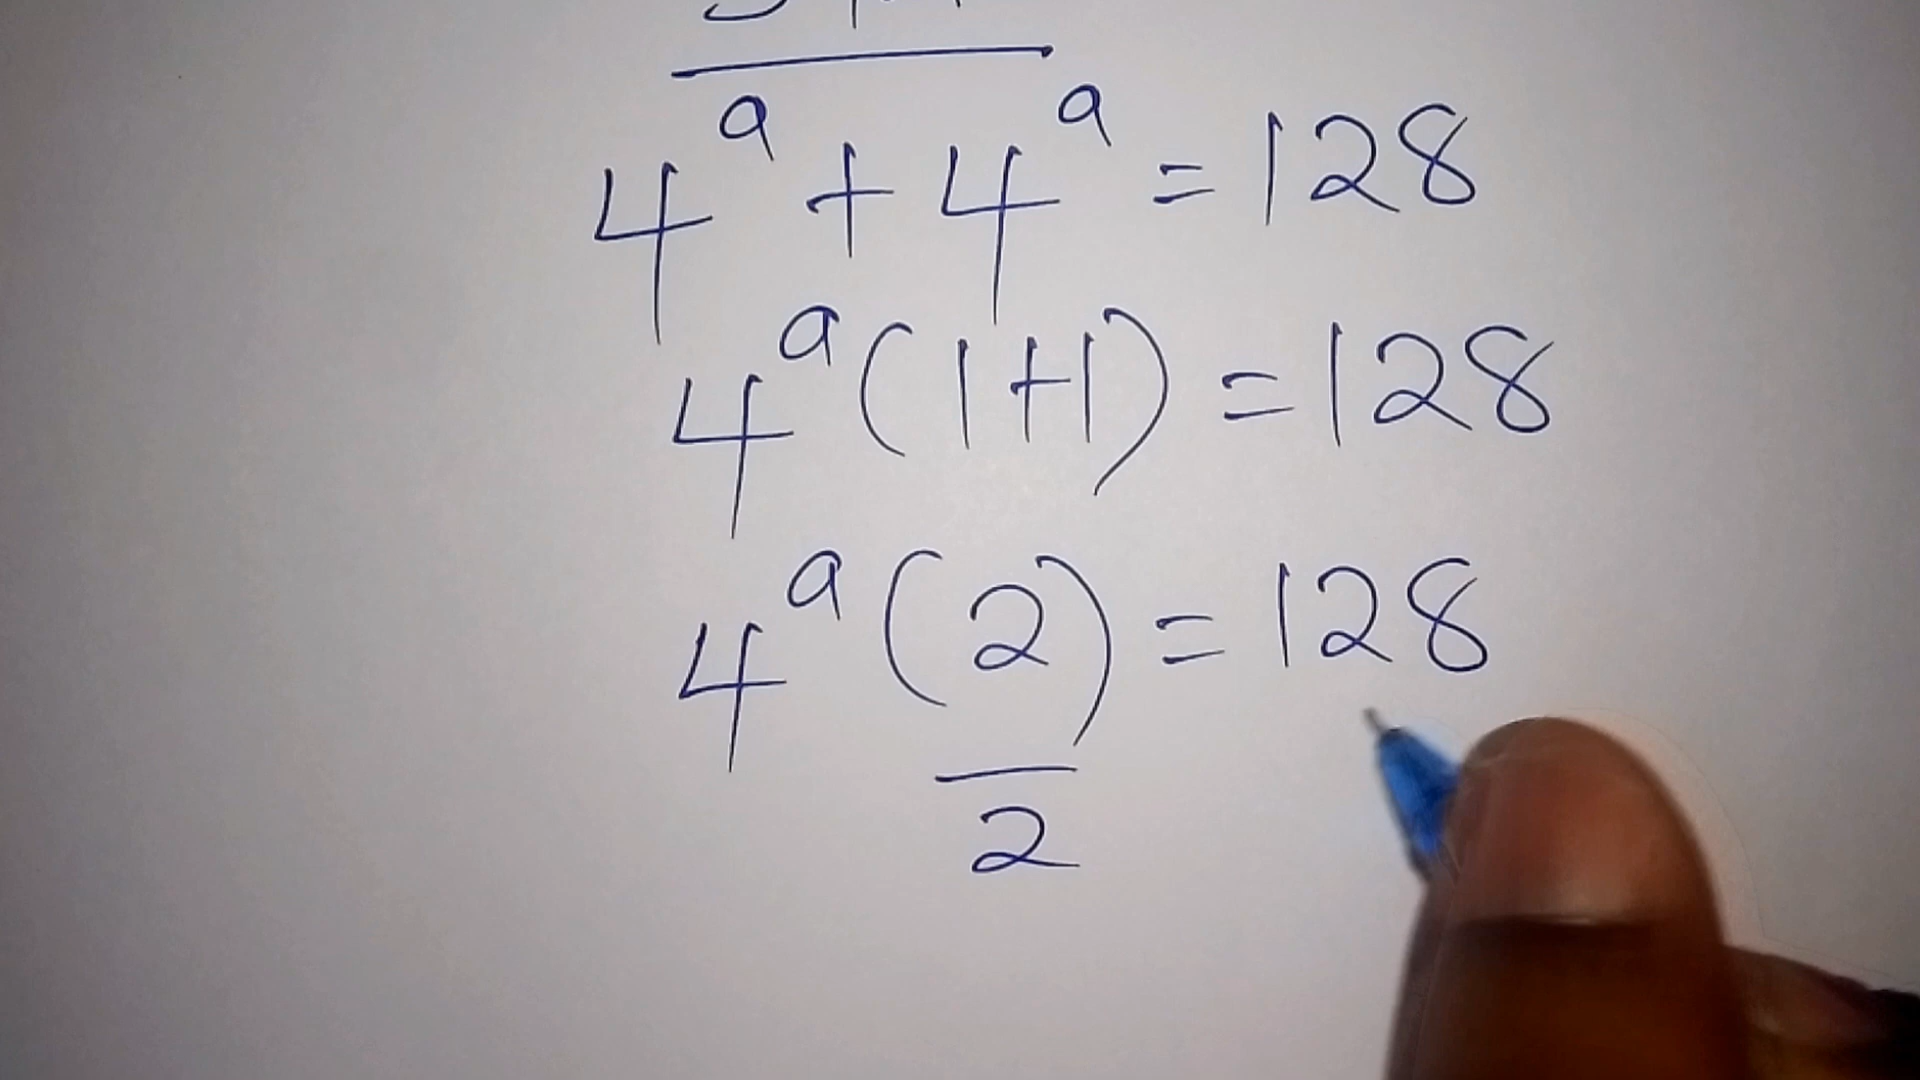 4^a + 4^a = 128
4^a (1+1) = 128
4^a (2) = 128
2